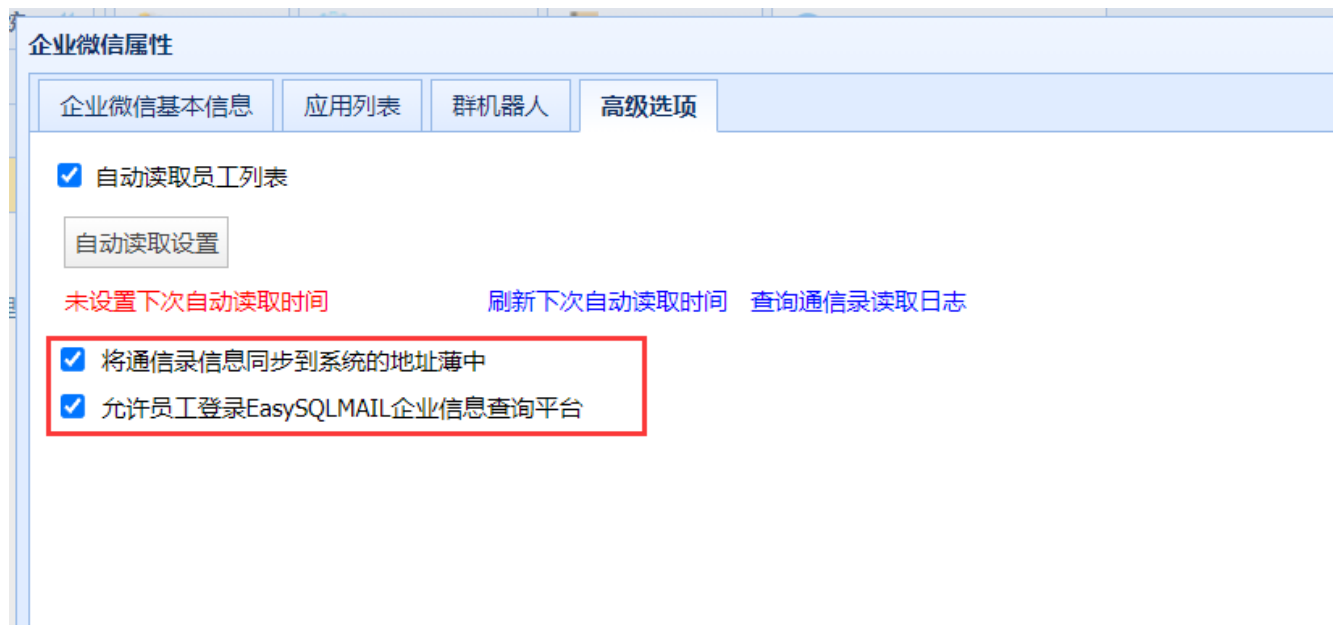 企业微信属性
企业微信基本信息 应用列表 群机器人 高级选项
自动读取员工列表
自动读取设置
未设置下次自动读取时间 刷新下次自动读取时间 查询通信录读取日志
将通信录信息同步到系统的地址薄中
允许员工登录EasySQLMAIL企业信息查询平台